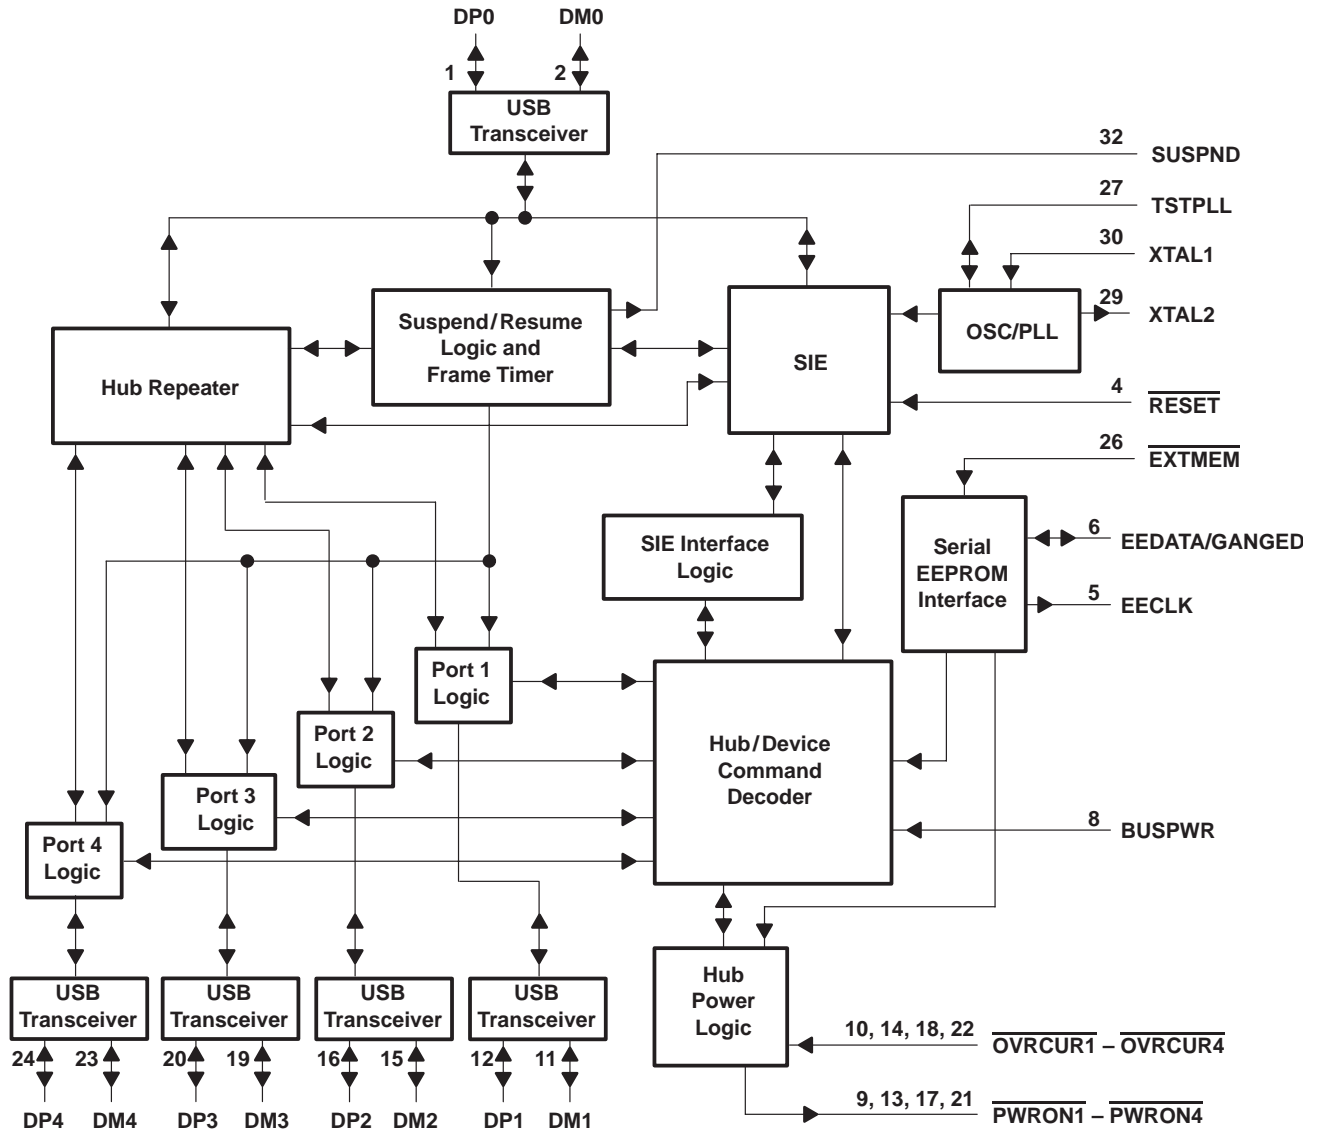 DP0 DM0
1 2
USB
Transceiver
32
SUSPND
27
TSTPLL
30
XTAL1
29
XTAL2
Suspend/Resume
Logic and
Frame Timer
OSC/PLL
SIE
Hub Repeater
4
RESET
26
EXTMEM
6
EEDATA/GANGED
SIE Interface
Logic
Serial
EEPROM
Interface
5
EECLK
Port 1
Logic
Port 2
Logic
Hub/Device
Command
Decoder
Port 3
Logic
8
BUSPWR
Port 4
Logic
Hub
Power
Logic
USB
Transceiver
USB
Transceiver
USB
Transceiver
USB
Transceiver
10, 14, 18, 22
OVRCUR1 – OVRCUR4
24 23 20 19 16 15 12 11
9, 13, 17, 21
PWRON1 – PWRON4
DP4 DM4 DP3 DM3 DP2 DM2 DP1 DM1